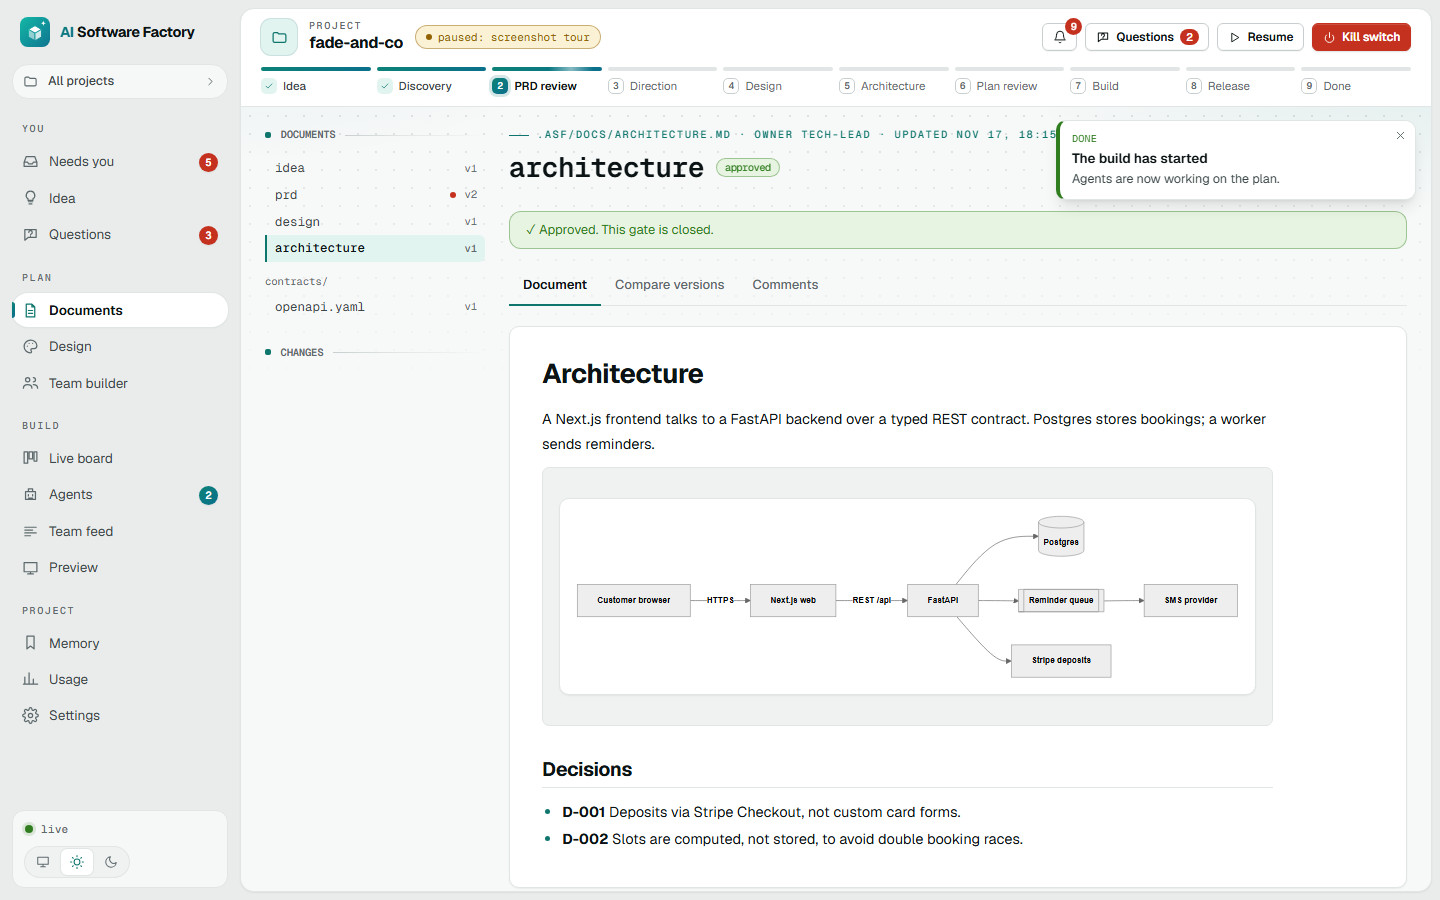 AI Software Factory
All projects
YOU
Needs you 5
Idea
Questions 3
PLAN
Documents
Design
Team builder
BUILD
Live board
Agents 2
Team feed
Preview
PROJECT
Memory
Usage
Settings
live
PROJECT
fade-and-co
paused: screenshot tour
9
Questions 2
Resume
Kill switch
Idea
Discovery
2 PRD review
3 Direction
4 Design
5 Architecture
6 Plan review
7 Build
8 Release
9 Done
DOCUMENTS
idea v1
prd v2
design v1
architecture v1
contracts/
openapi.yaml v1
CHANGES
.ASF/DOCS/ARCHITECTURE.MD · OWNER TECH-LEAD · UPDATED NOV 17, 18:15
architecture approved
DONE
The build has started
Agents are now working on the plan.
✓ Approved. This gate is closed.
Document
Compare versions
Comments
Architecture
A Next.js frontend talks to a FastAPI backend over a typed REST contract. Postgres stores bookings; a worker
sends reminders.
Postgres
Customer browser
HTTPS
Next.js web
REST /api
FastAPI
Reminder queue
SMS provider
Stripe deposits
Decisions
• D-001 Deposits via Stripe Checkout, not custom card forms.
• D-002 Slots are computed, not stored, to avoid double booking races.